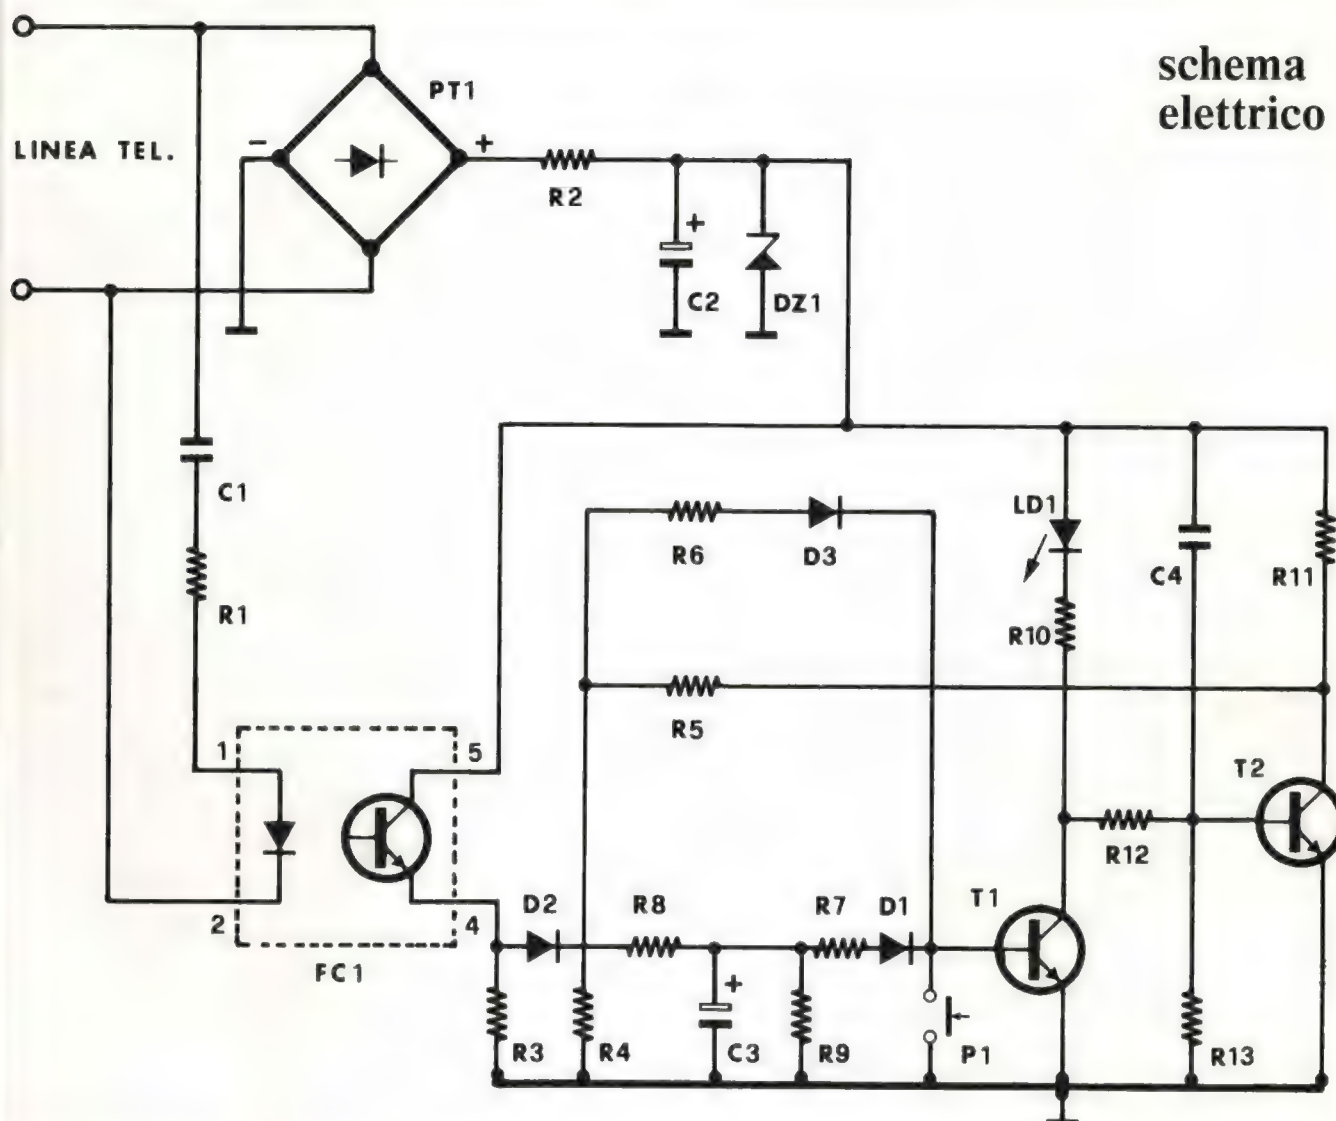 schema
elettrico
PT1
LINEA TEL.
-
+
R2
+
C2
DZ1
C1
R1
LD1
R6
D3
C4
R11
R10
R5
1
5
T2
R12
2
4
D2
R8
R7
D1
T1
FC1
+
R3
R4
C3
R9
P1
R13